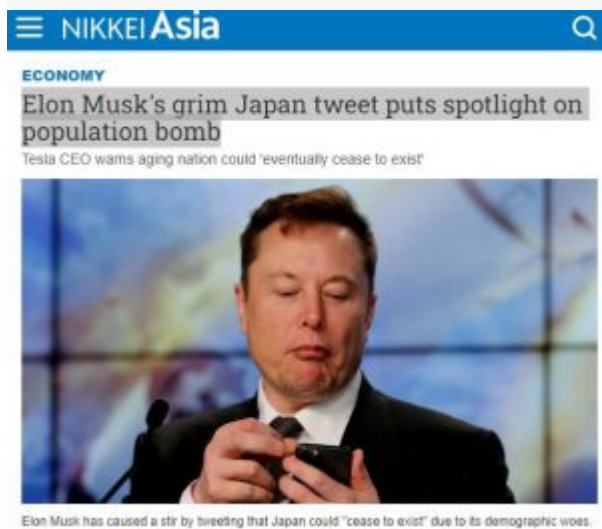 NIKKEI Asia
ECONOMY
Elon Musk's grim Japan tweet puts spotlight on
population bomb
Tesla CEO warns aging nation could 'eventually cease to exist'
Elon Musk has caused a stir by tweeting that Japan could "cease to exist" due to its demographic woes.